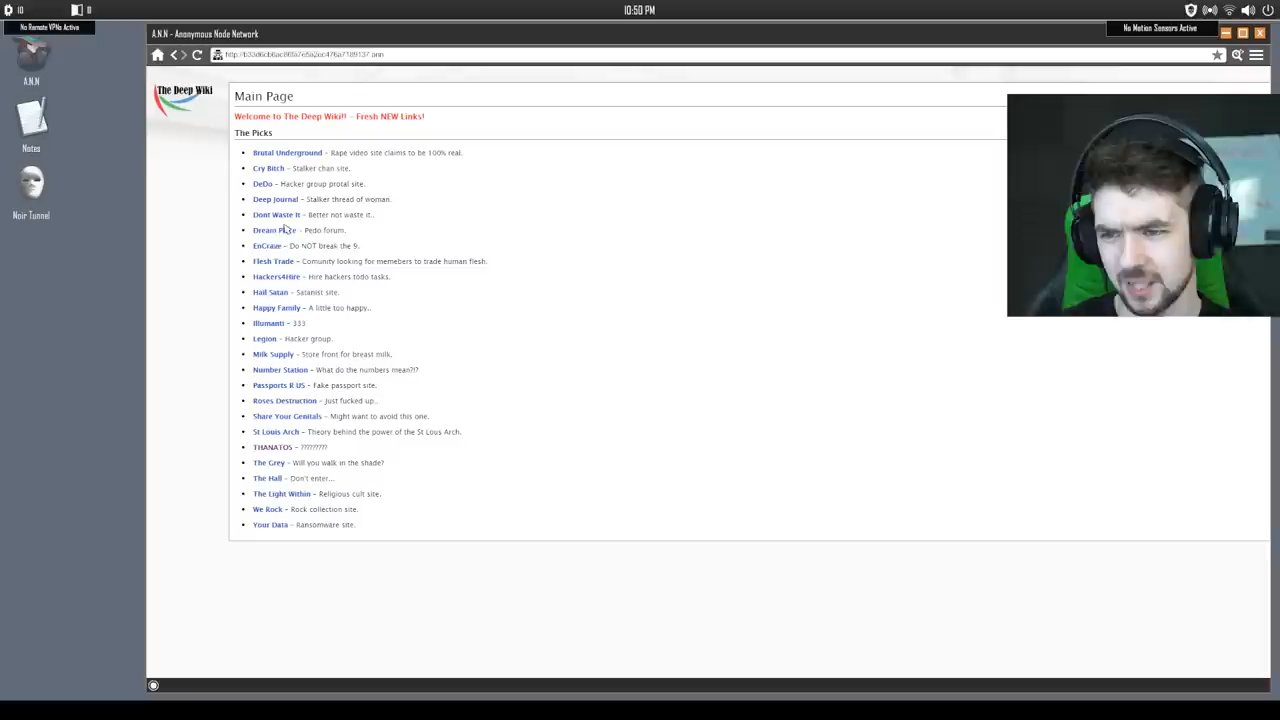 10
0
10:50 PM
No Remote VPNs Active
A.N.N - Anonymous Node Network
No Motion Sensors Active
A.N.N
Notes
Noir Tunnel
The Deep Wiki
Main Page
Welcome to The Deep Wiki!! - Fresh NEW Links!
The Picks
Brutal Underground - Rape video site claims to be 100% real.
Cry Bitch - Stalker chan site.
DeDo - Hacker group protal site.
Deep Journal - Stalker thread of woman.
Dont Waste It - Better not waste it..
Dream - Pedo forum.
EnCraze - Do NOT break the 9.
Flesh Trade - Comunity looking for memebers to trade human flesh.
Hackers4Hire - Hire hackers todo tasks.
Hail Satan - Satanist site.
Happy Family - A little too happy..
Illumanti - 333
Legion - Hacker group.
Milk Supply - Store front for breast milk.
Number Station - What do the numbers mean?!?
Passports R US - Fake passport site.
Roses Destruction - Just fucked up..
Share Your Genitals - Might want to avoid this one.
St Louis Arch - Theory behind the power of the St Lous Arch.
THANATOS - ?????????
The Grey - Will you walk in the shade?
The Hall - Don't enter...
The Light Within - Religious cult site.
We Rock - Rock collection site.
Your Data - Ransomware site.